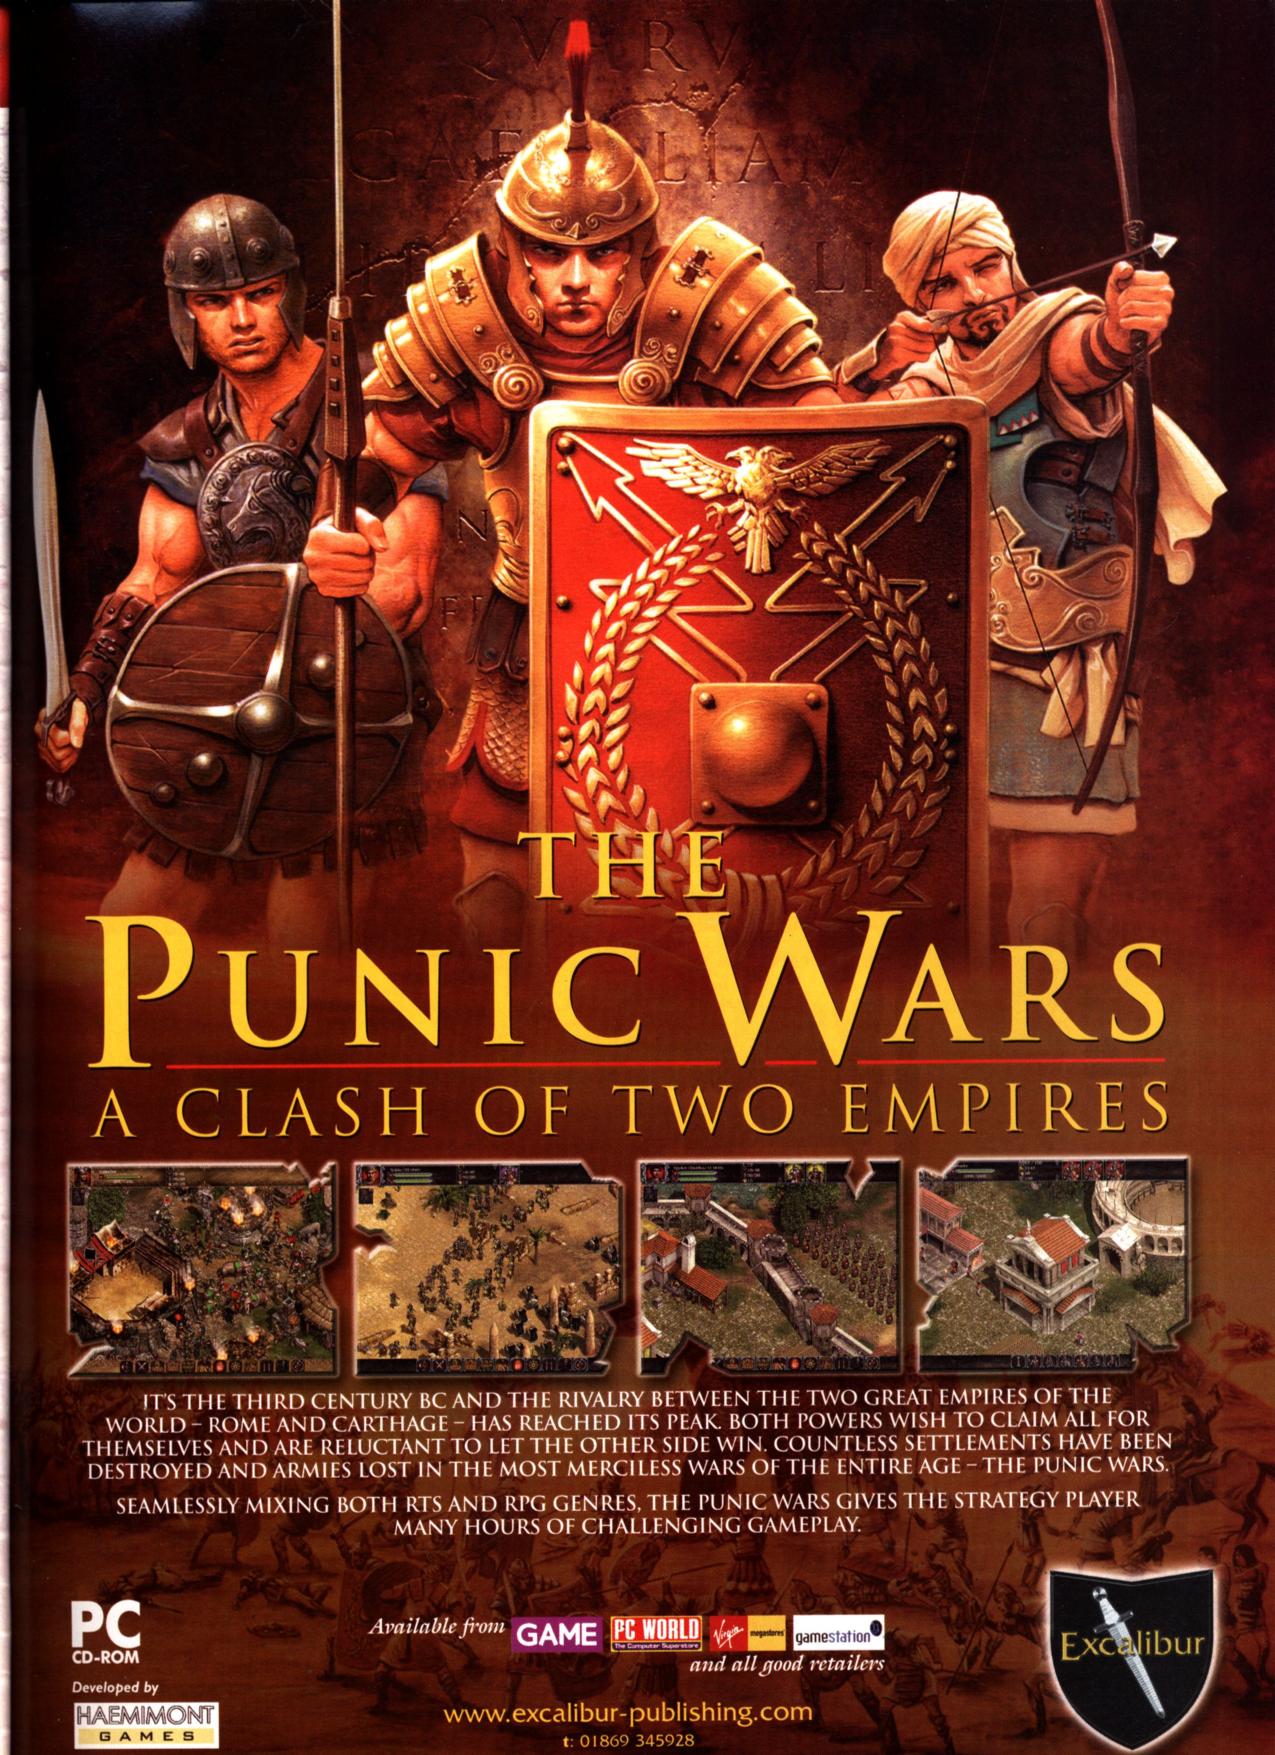 QVARVM
GALLIAM
LI
N
THE
PUNIC WARS
A CLASH OF TWO EMPIRES
IT'S THE THIRD CENTURY BC AND THE RIVALRY BETWEEN THE TWO GREAT EMPIRES OF THE
WORLD – ROME AND CARTHAGE – HAS REACHED ITS PEAK. BOTH POWERS WISH TO CLAIM ALL FOR
THEMSELVES AND ARE RELUCTANT TO LET THE OTHER SIDE WIN. COUNTLESS SETTLEMENTS HAVE BEEN
DESTROYED AND ARMIES LOST IN THE MOST MERCILESS WARS OF THE ENTIRE AGE – THE PUNIC WARS.
SEAMLESSLY MIXING BOTH RTS AND RPG GENRES, THE PUNIC WARS GIVES THE STRATEGY PLAYER
MANY HOURS OF CHALLENGING GAMEPLAY.
PC
CD-ROM
Developed by
HAEMIMONT
GAMES
Available from GAME PC WORLD The Computer Superstore Virgin megastores gamestation
and all good retailers
www.excalibur-publishing.com
t: 01869 345928
Excalibur